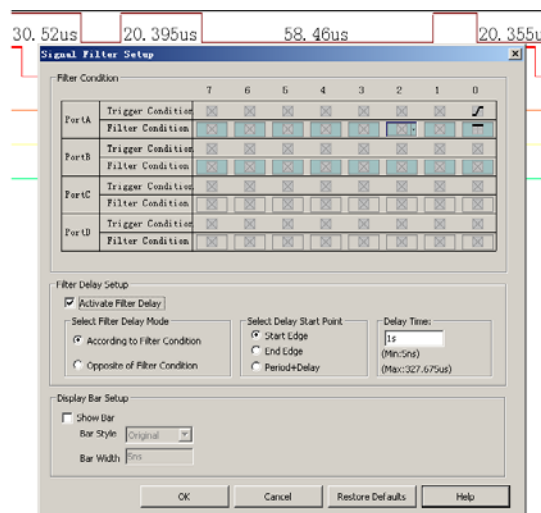 30.52us 20.395us 58.46us 20.355u
Signal Filter Setup
Filter Condition
7 6 5 4 3 2 1 0
PortA Trigger Condition
Filter Condition
PortB Trigger Condition
Filter Condition
PortC Trigger Condition
Filter Condition
PortD Trigger Condition
Filter Condition
Filter Delay Setup
Activate Filter Delay
Select Filter Delay Mode Select Delay Start Point Delay Time:
According to Filter Condition Start Edge 1s
End Edge (Min:5ns)
Opposite of Filter Condition Period+Delay (Max:327.675us)
Display Bar Setup
Show Bar
Bar Style Original
Bar Width 5ns
OK Cancel Restore Defaults Help